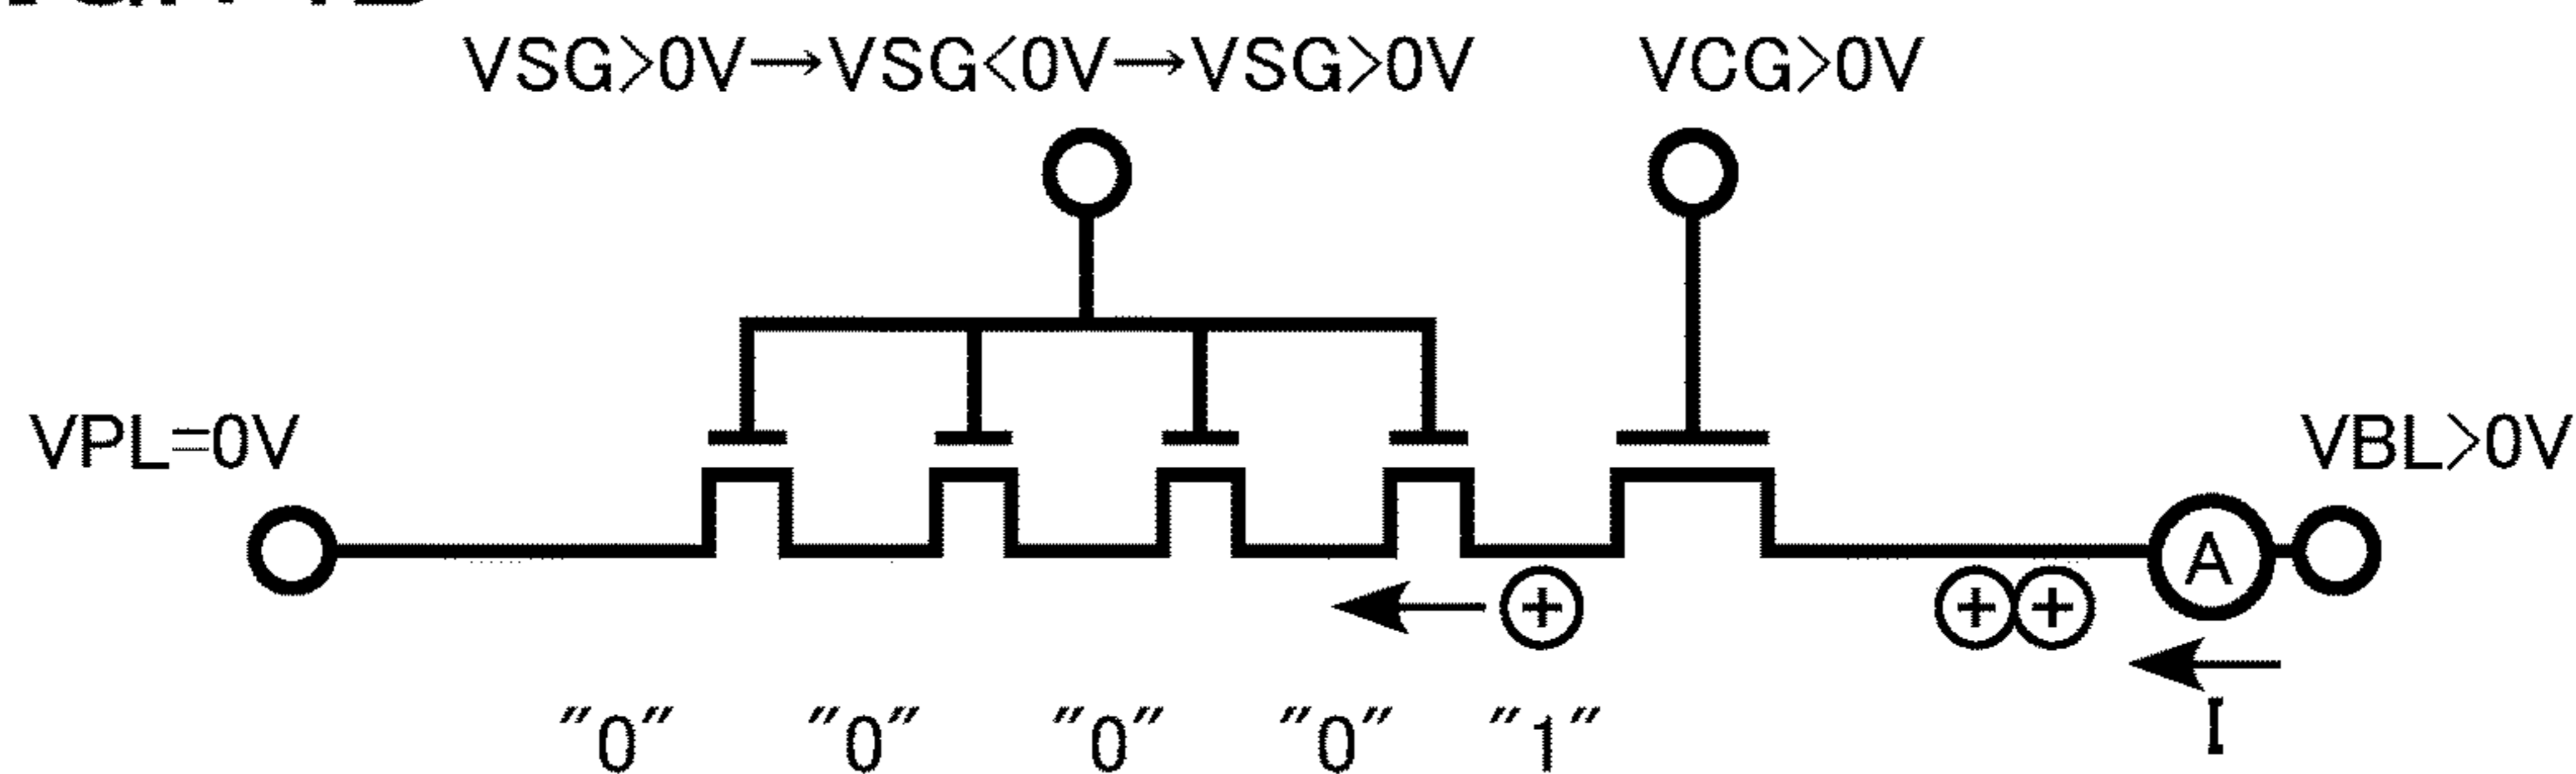 VSG>0V→VSG<0V→VSG>0V VCG>0V
VPL=0V
VBL>0V
A
+ + +
"0" "0" "0" "0" "1"
I